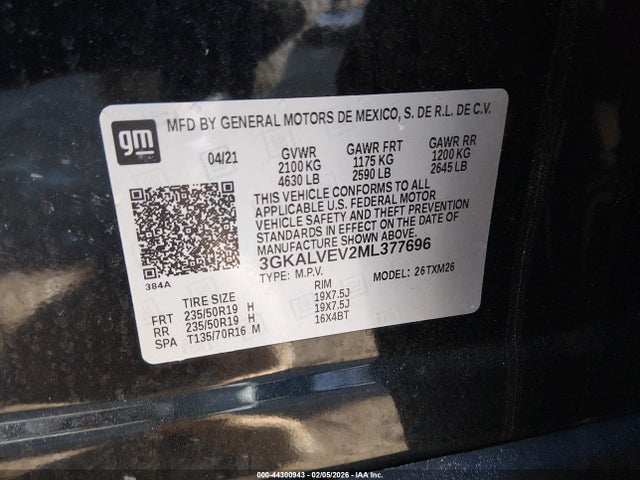 gm
MFD BY GENERAL MOTORS DE MEXICO, S. DE R.L. DE C.V.
04/21 GVWR GAWR FRT GAWR RR
2100 KG 1175 KG 1200 KG
4630 LB 2590 LB 2645 LB
THIS VEHICLE CONFORMS TO ALL
APPLICABLE U.S. FEDERAL MOTOR
VEHICLE SAFETY AND THEFT PREVENTION
STANDARDS IN EFFECT ON THE DATE OF
MANUFACTURE SHOWN ABOVE.
3GKALVEV2ML377696
384A
TYPE: M.P.V. MODEL: 26TXM26
TIRE SIZE RIM
FRT 235/50R19 H 19X7.5J
RR 235/50R19 H 19X7.5J
SPA T135/70R16 M 16X4BT
000-44300943 - 02/05/2026 - IAA Inc.